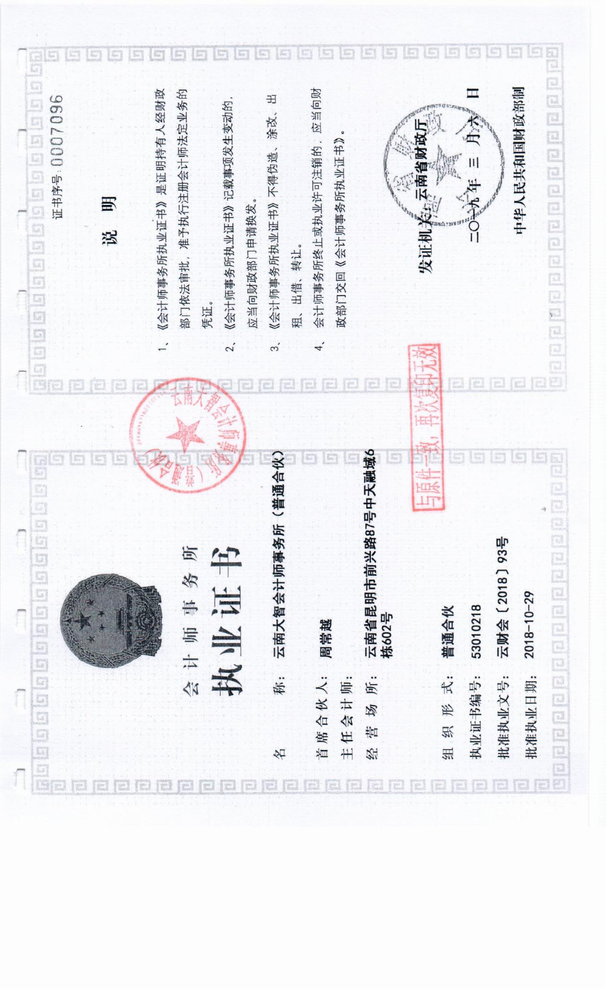 会计师事务所
执业证书
名称：云南大智会计师事务所（普通合伙）
首席合伙人：周常越
主任会计师：
经营场所：云南省昆明市前兴路87号中天融域6
栋602号
组织形式：普通合伙
执业证书编号：53010218
批准执业文号：云财会〔2018〕93号
批准执业日期：2018-10-29
云南大智会计师事务所（普通合伙）
与原件一致，再次复印无效
证书序号：0007096
说明
1、《会计师事务所执业证书》是证明持有人经财政
部门依法审批，准予执行注册会计师法定业务的
凭证。
2、《会计师事务所执业证书》记载事项发生变动的，
应当向财政部门申请换发。
3、《会计师事务所执业证书》不得伪造、涂改、出
租、出借、转让。
4、会计师事务所终止或执业许可注销的，应当向财
政部门交回《会计师事务所执业证书》。
发证机关：云南省财政厅
二〇一九年三月六日
中华人民共和国财政部制